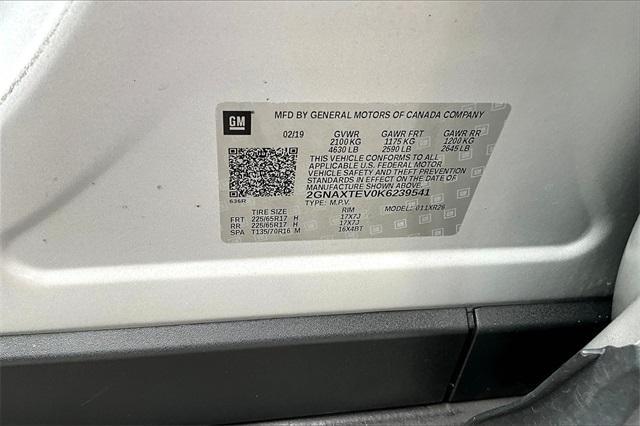 GM
MFD BY GENERAL MOTORS OF CANADA COMPANY
02/19 GVWR GAWR FRT GAWR RR
2100 KG 1175 KG 1200 KG
4630 LB 2590 LB 2645 LB
THIS VEHICLE CONFORMS TO ALL
APPLICABLE U.S. FEDERAL MOTOR
VEHICLE SAFETY AND THEFT PREVENTION
STANDARDS IN EFFECT ON THE DATE OF
MANUFACTURE SHOWN ABOVE.
636R 2GNAXTEV0K6239541
TYPE: M.P.V. MODEL: 011XR26
TIRE SIZE RIM
FRT 225/65R17 H 17X7J
RR 225/65R17 H 17X7J
SPA T135/70R16 M 16X4BT